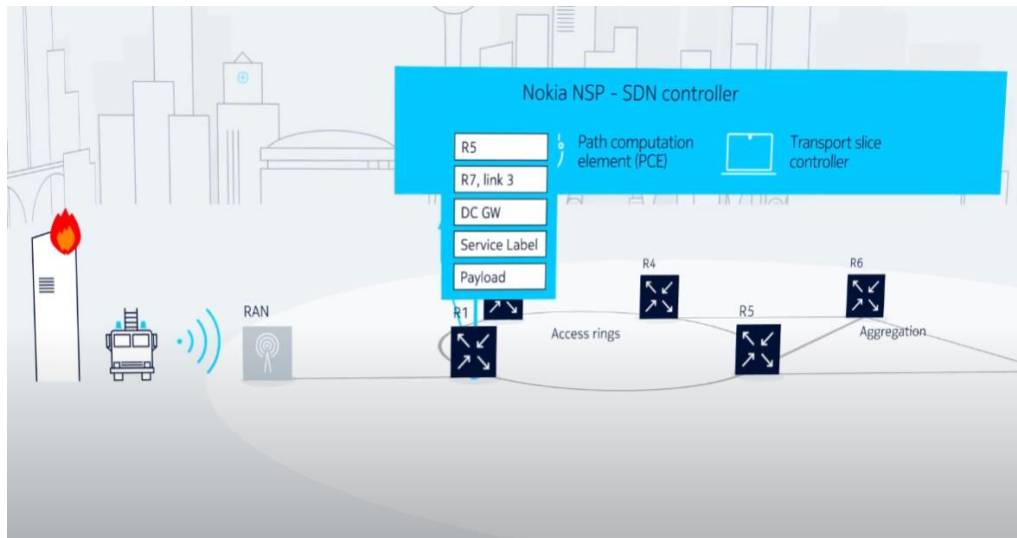 Nokia NSP - SDN controller
R5
R7, link 3
DC GW
Service Label
Payload
Path computation
element (PCE)
Transport slice
controller
RAN
R1
R4
R5
R6
Access rings
Aggregation